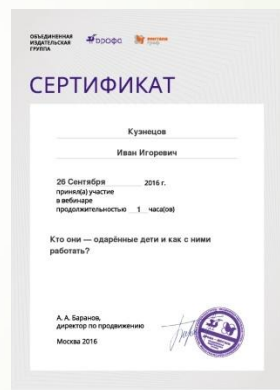 ОБЪЕДИНЕННАЯ
ИЗДАТЕЛЬСКАЯ
ГРУППА
дрофа
СЕРТИФИКАТ
Кузнецов
Иван Игоревич
26 Сентября 2016 г.
принял(а) участие
в вебинаре
продолжительностью 1 часа(ов)
Кто они — одарённые дети и как с ними
работать?
А. А. Баранов,
директор по продвижению
Москва 2016